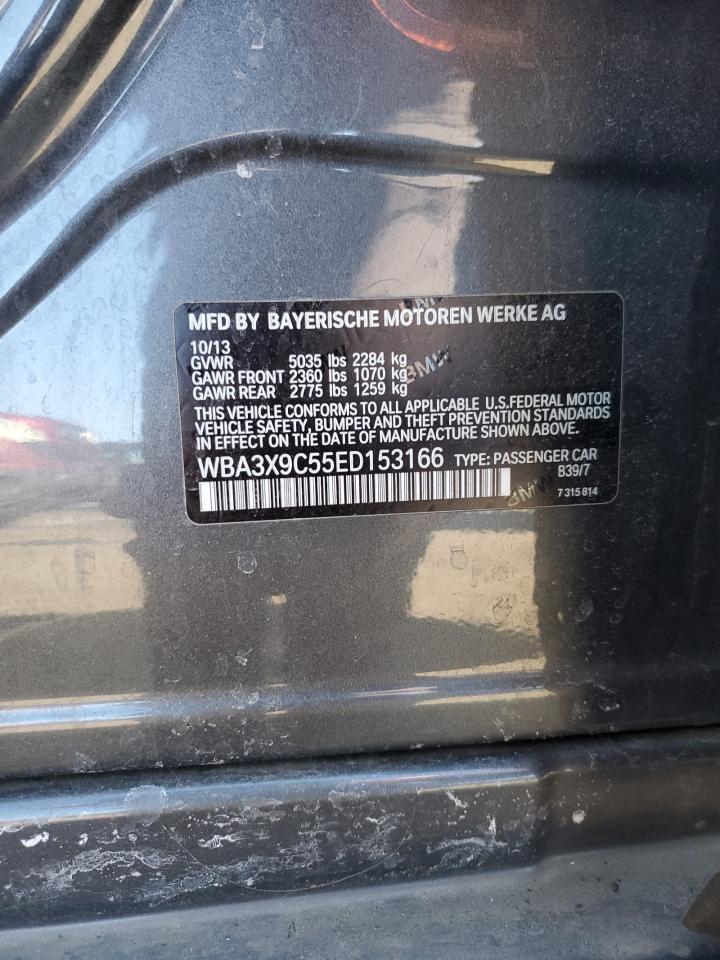 MFD BY BAYERISCHE MOTOREN WERKE AG
10/13
GVWR 5035 lbs 2284 kg
GAWR FRONT 2360 lbs 1070 kg
GAWR REAR 2775 lbs 1259 kg
THIS VEHICLE CONFORMS TO ALL APPLICABLE U.S.FEDERAL MOTOR
VEHICLE SAFETY, BUMPER AND THEFT PREVENTION STANDARDS
IN EFFECT ON THE DATE OF MANUFACTURE SHOWN ABOVE.
WBA3X9C55ED153166 TYPE: PASSENGER CAR
B39/7
7 315 814
BMW
BMW